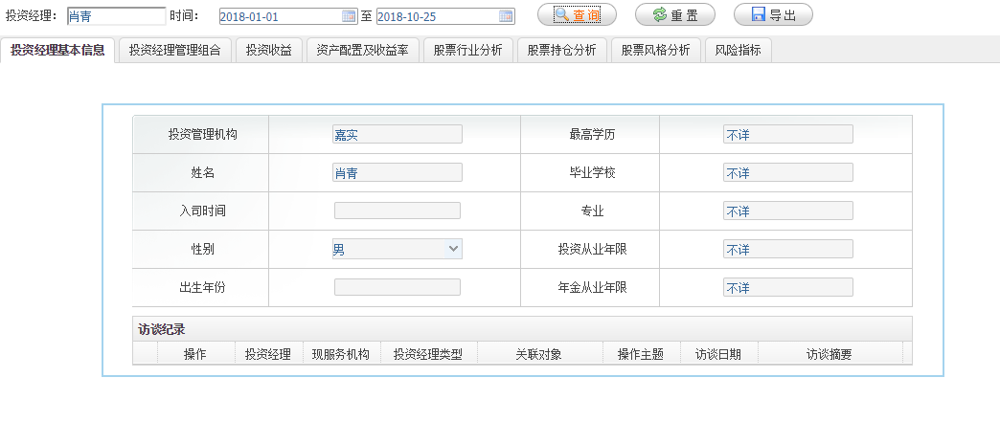 投资经理： 肖青 时间： 2018-01-01 至 2018-10-25 查询 重置 导出
投资经理基本信息 投资经理管理组合 投资收益 资产配置及收益率 股票行业分析 股票持仓分析 股票风格分析 风险指标
投资管理机构 嘉实 最高学历 不详
姓名 肖青 毕业学校 不详
入司时间 专业 不详
性别 男 投资从业年限 不详
出生年份 年金从业年限 不详
访谈纪录
操作 投资经理 现服务机构 投资经理类型 关联对象 操作主题 访谈日期 访谈摘要